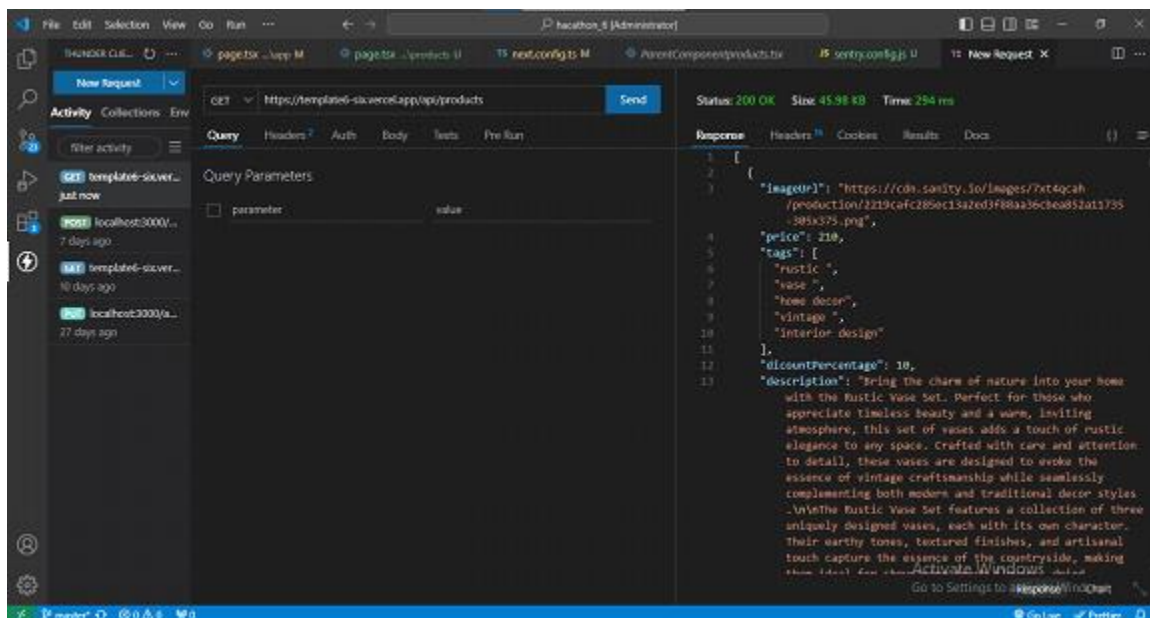 File Edit Selection View Go Run ...
hacathon_6 [Administrator]
THUNDER CLIE...
page.tsx ...\app M
page.tsx ...\products U
TS next.config.ts M
ParentComponent/products.tsx
JS sentry.config.js U
New Request
New Request
Activity Collections Env
filter activity
GET template6-six.ver...
just now
POST localhost:3000/...
7 days ago
GET template6-six.ver...
10 days ago
PUT localhost:3000/a...
27 days ago
GET https://template6-six.vercel.app/api/products Send
Query Headers 2 Auth Body Tests Pre Run
Query Parameters
parameter value
Status: 200 OK Size: 45.98 KB Time: 294 ms
Response Headers 16 Cookies Results Docs
1 [
2 {
3 "imageUrl": "https://cdn.sanity.io/images/7xt4qcah
/production/2219cafc285ec13a2ed3f88aa36cbea852a11735
-305x375.png",
4 "price": 210,
5 "tags": [
6 "rustic ",
7 "vase ",
8 "home decor",
9 "vintage ",
10 "interior design"
11 ],
12 "dicountPercentage": 10,
13 "description": "Bring the charm of nature into your home
with the Rustic Vase Set. Perfect for those who
appreciate timeless beauty and a warm, inviting
atmosphere, this set of vases adds a touch of rustic
elegance to any space. Crafted with care and attention
to detail, these vases are designed to evoke the
essence of vintage craftsmanship while seamlessly
complementing both modern and traditional decor styles
.\n\nThe Rustic Vase Set features a collection of three
uniquely designed vases, each with its own character.
Their earthy tones, textured finishes, and artisanal
touch capture the essence of the countryside, making
Activate Windows
Go to Settings to
Response Chart
master* 0 6 Go Live Prettier